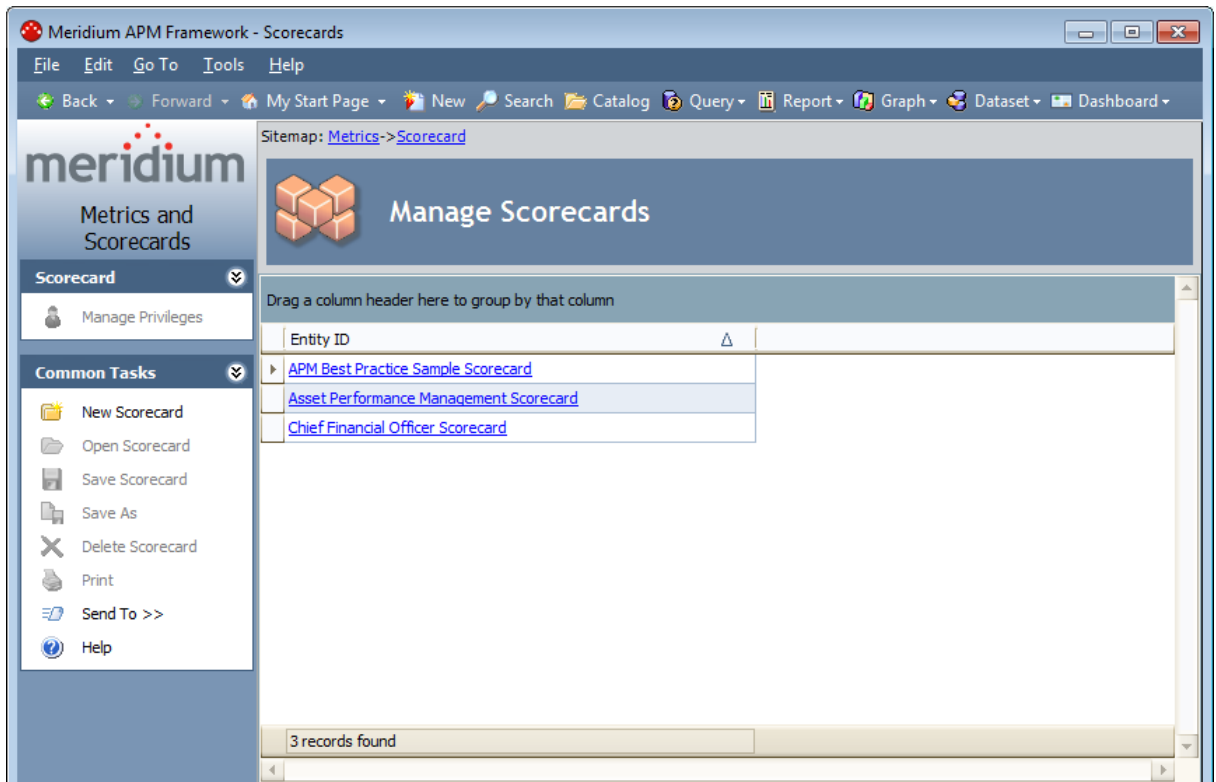 Meridium APM Framework - Scorecards
File Edit Go To Tools Help
Back Forward My Start Page New Search Catalog Query Report Graph Dataset Dashboard
meridium
Metrics and
Scorecards
Scorecard
Manage Privileges
Common Tasks
New Scorecard
Open Scorecard
Save Scorecard
Save As
Delete Scorecard
Print
Send To >>
Help
Sitemap: Metrics->Scorecard
Manage Scorecards
Drag a column header here to group by that column
Entity ID
APM Best Practice Sample Scorecard
Asset Performance Management Scorecard
Chief Financial Officer Scorecard
3 records found